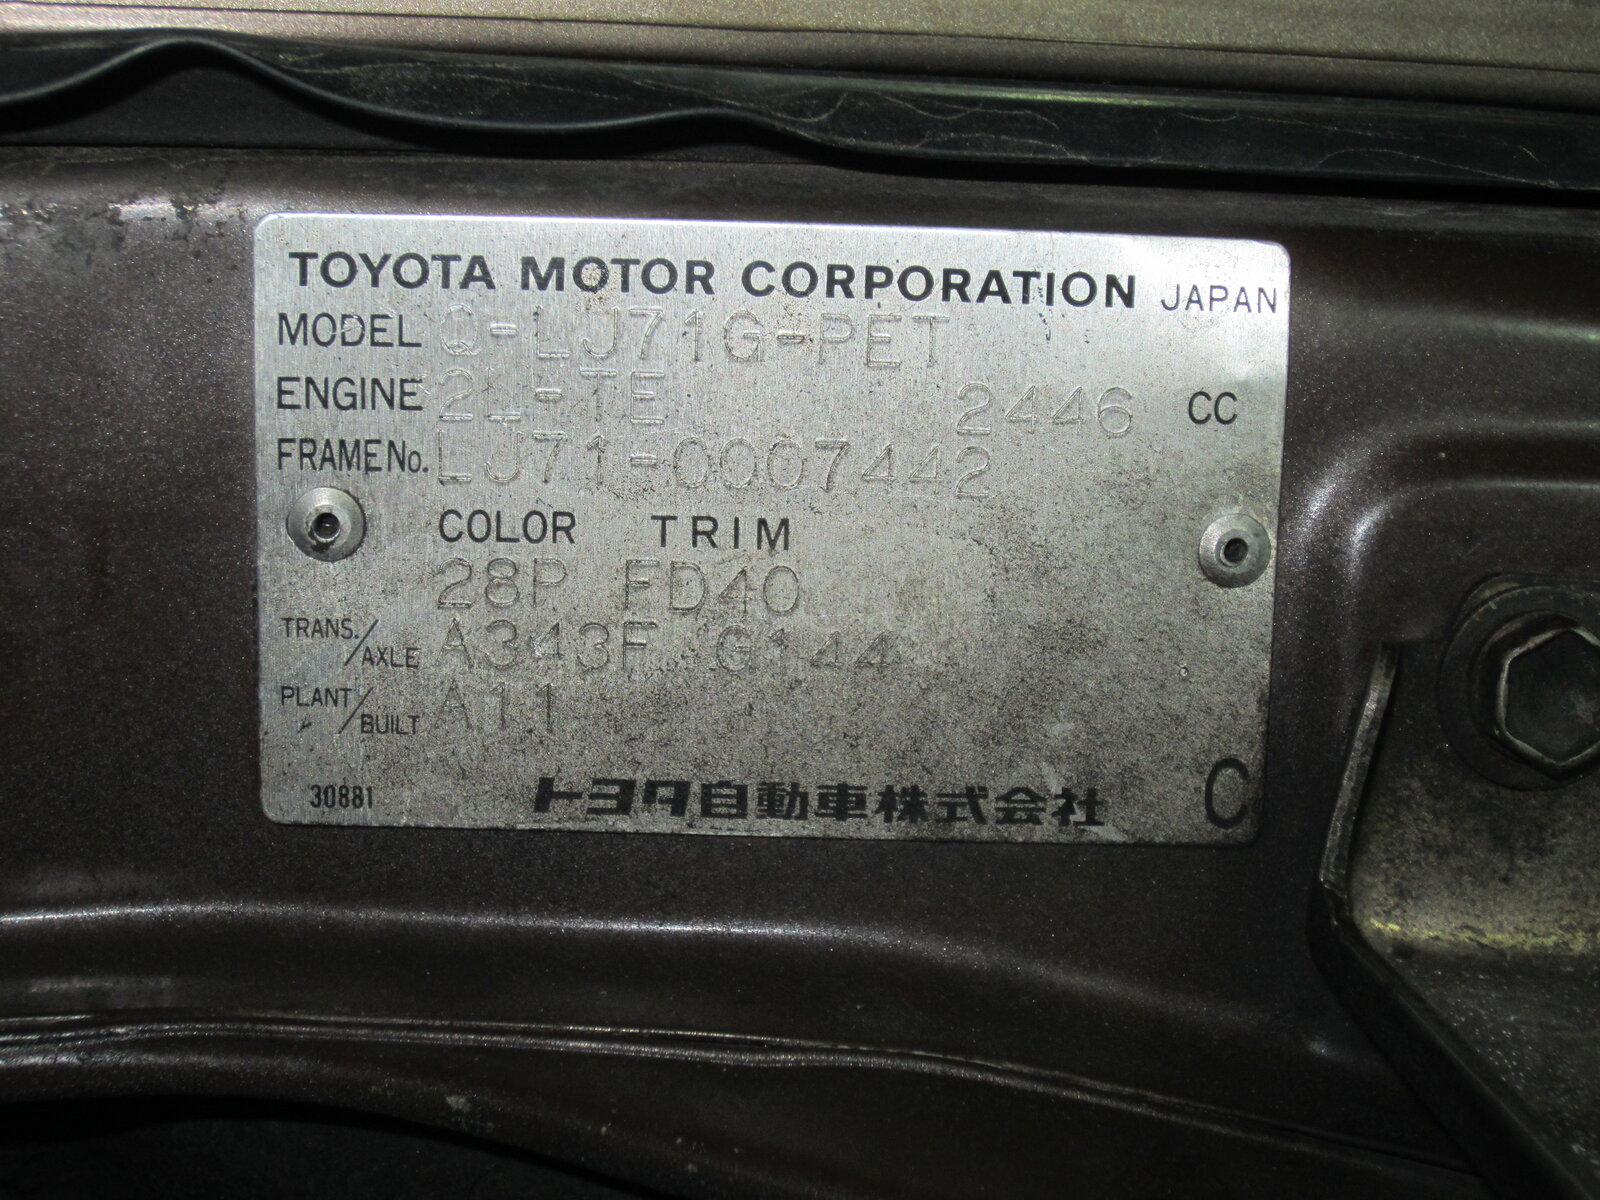 TOYOTA MOTOR CORPORATION JAPAN
MODEL Q-LJ71G-PET
ENGINE 2L-TE 2446 CC
FRAME No. LJ71-0007442
COLOR TRIM
28P FD40
TRANS./AXLE A343F G144
PLANT/BUILT A11
30881 トヨタ自動車株式会社 C